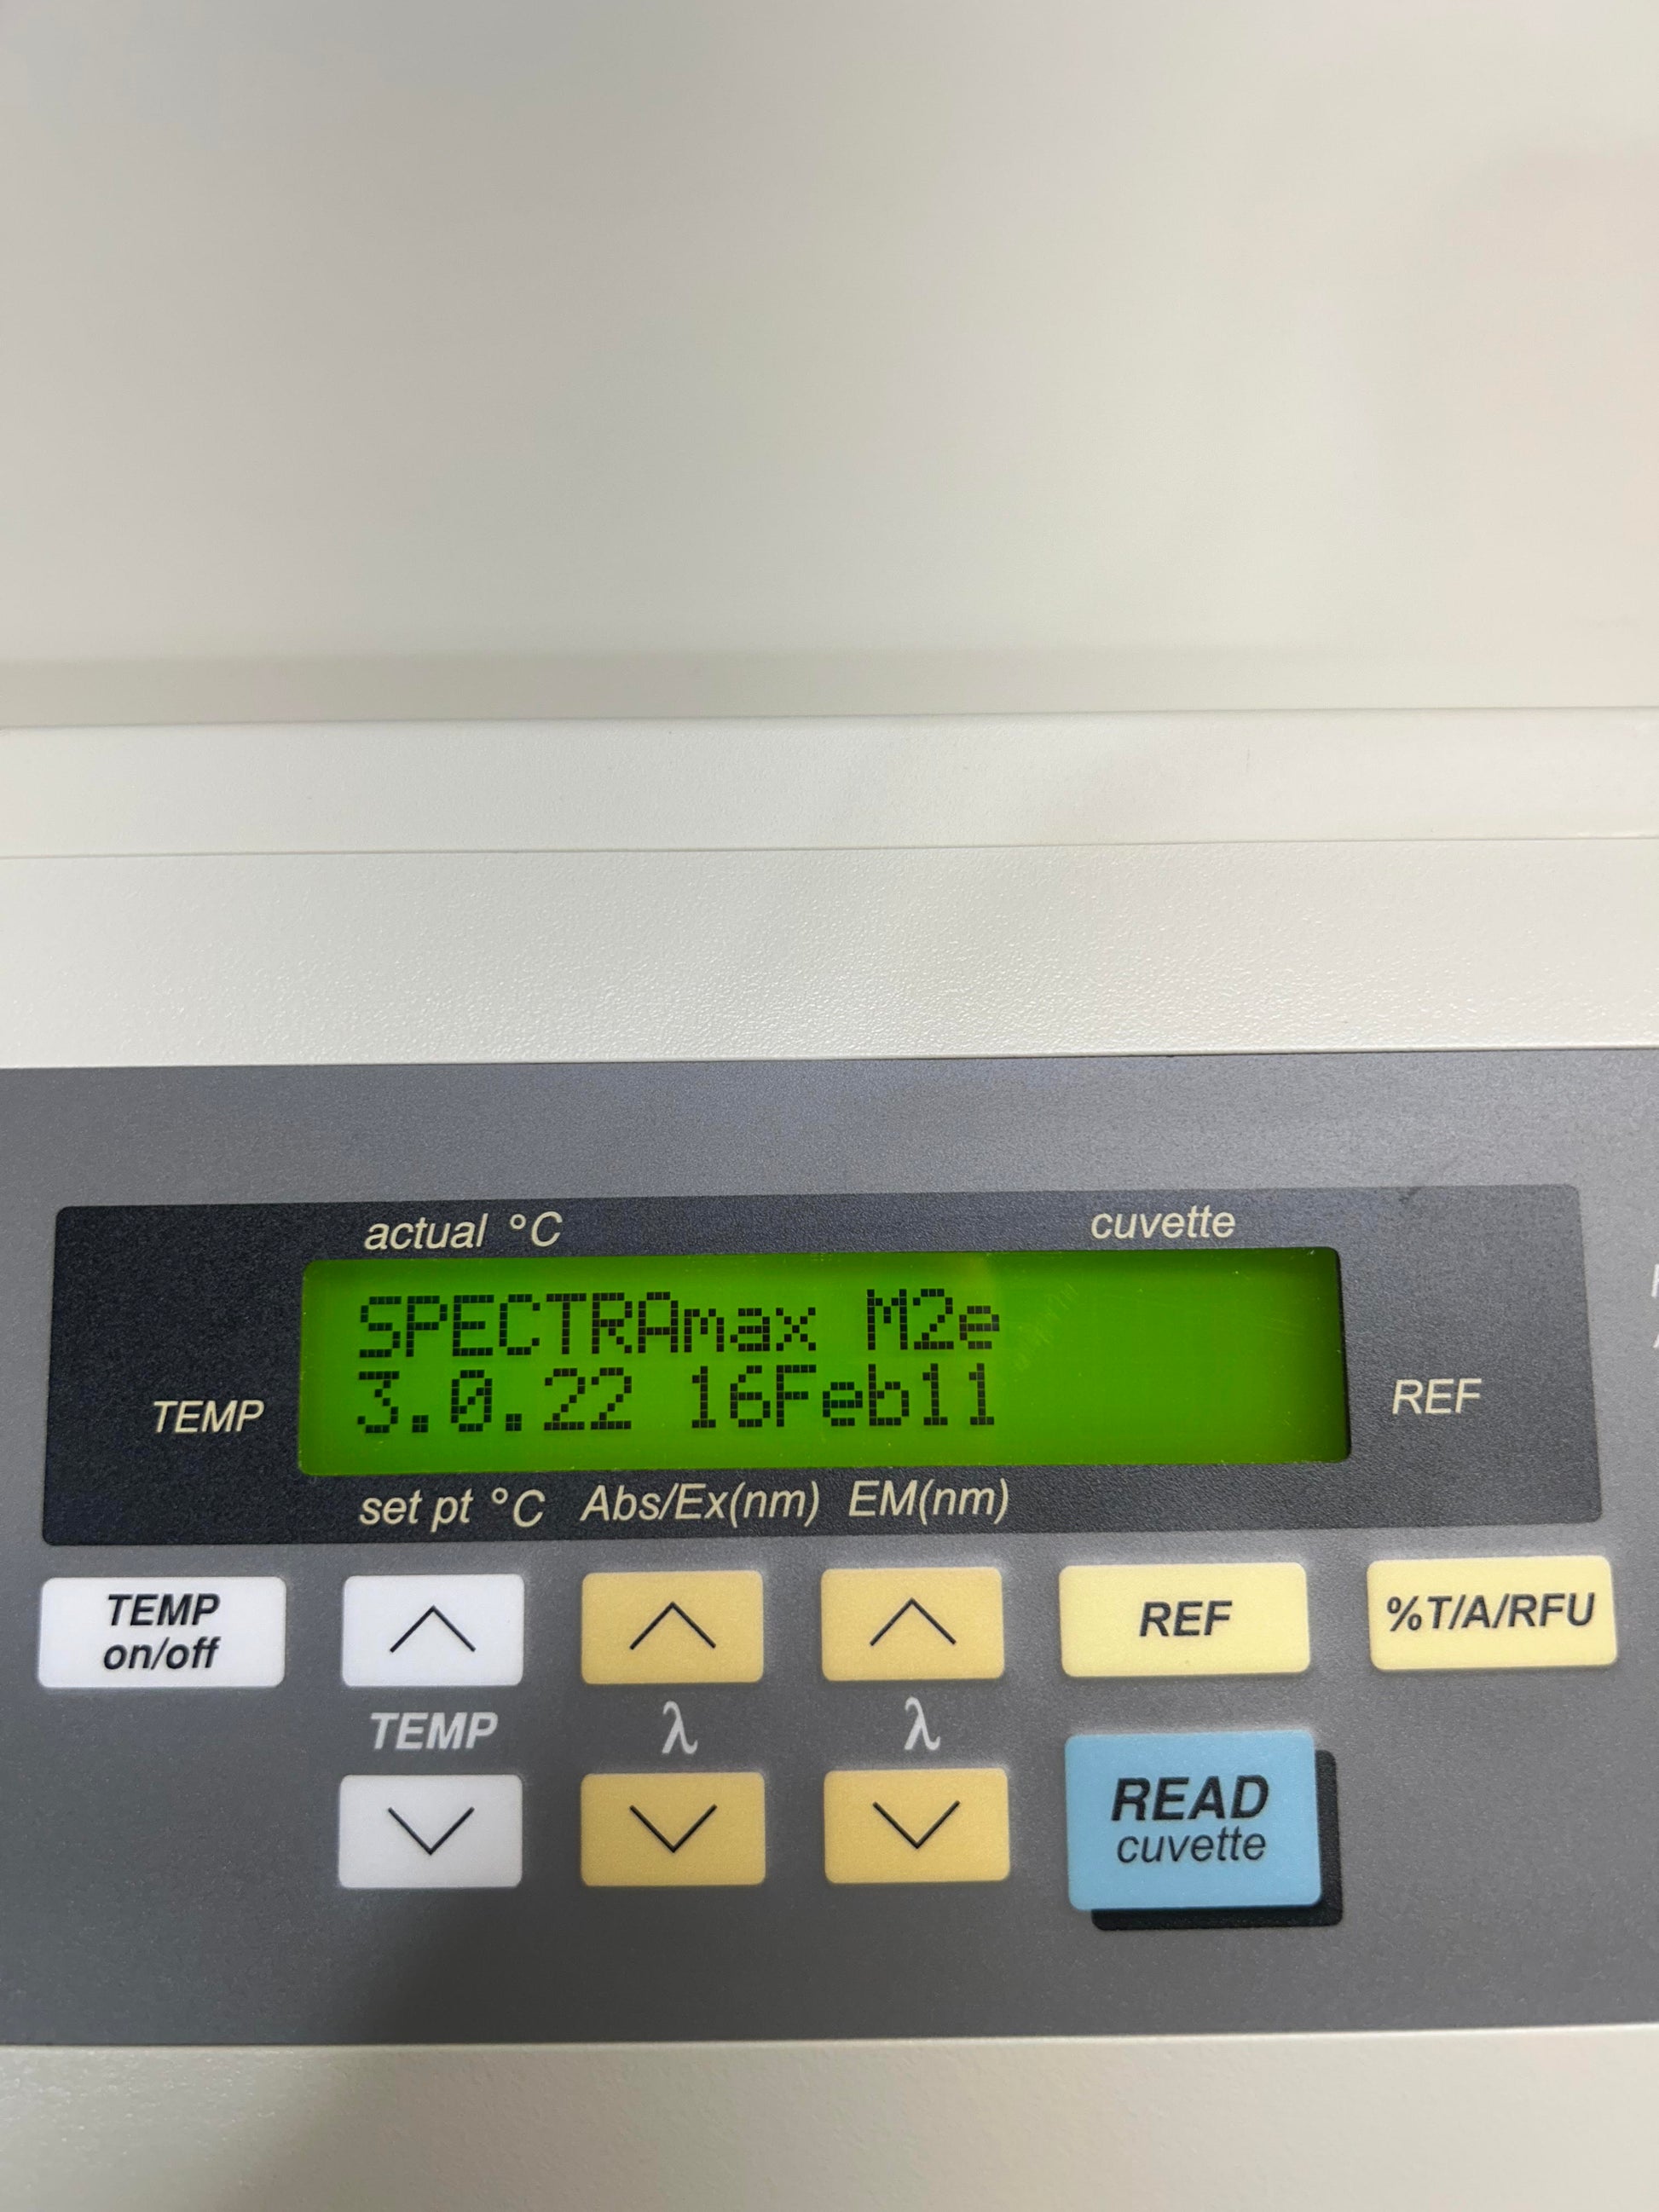 actual °C
cuvette
SPECTRAmax M2e
3.0.22 16Feb11
TEMP
REF
set pt °C Abs/Ex(nm) EM(nm)
TEMP
on/off
REF
%T/A/RFU
TEMP
λ
λ
READ
cuvette